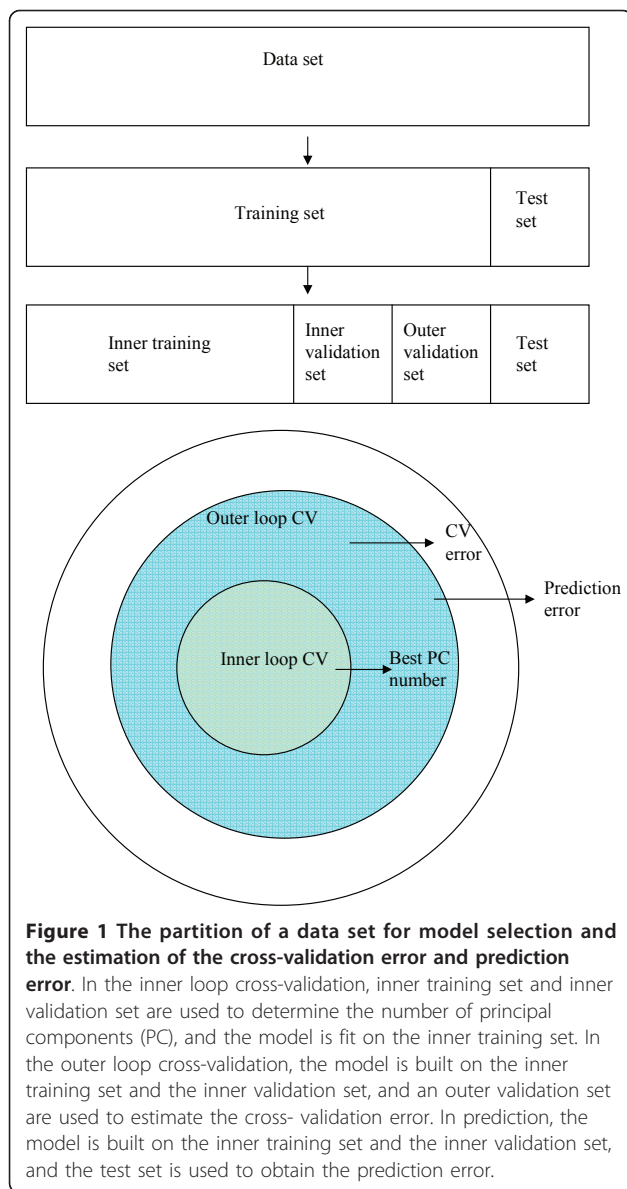 Data set
Training set
Test
set
Inner training
set
Inner
validation
set
Outer
validation
set
Test
set
Outer loop CV
CV
error
Prediction
error
Inner loop CV
Best PC
number
Figure 1 The partition of a data set for model selection and
the estimation of the cross-validation error and prediction
error. In the inner loop cross-validation, inner training set and inner
validation set are used to determine the number of principal
components (PC), and the model is fit on the inner training set. In
the outer loop cross-validation, the model is built on the inner
training set and the inner validation set, and an outer validation set
are used to estimate the cross- validation error. In prediction, the
model is built on the inner training set and the inner validation set,
and the test set is used to obtain the prediction error.